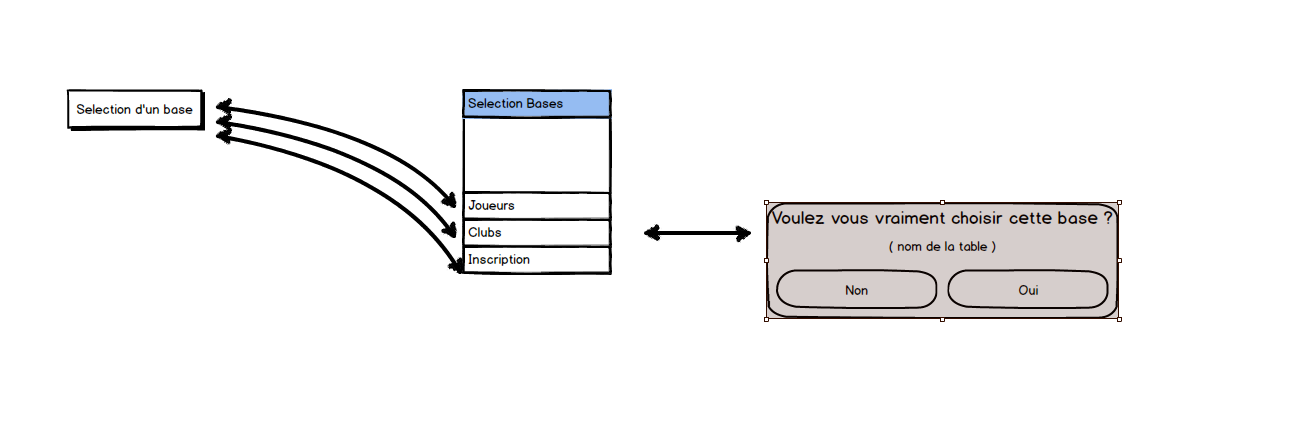 Selection d'un base
Selection Bases
Joueurs
Clubs
Inscription
Voulez vous vraiment choisir cette base ?
( nom de la table )
Non
Oui